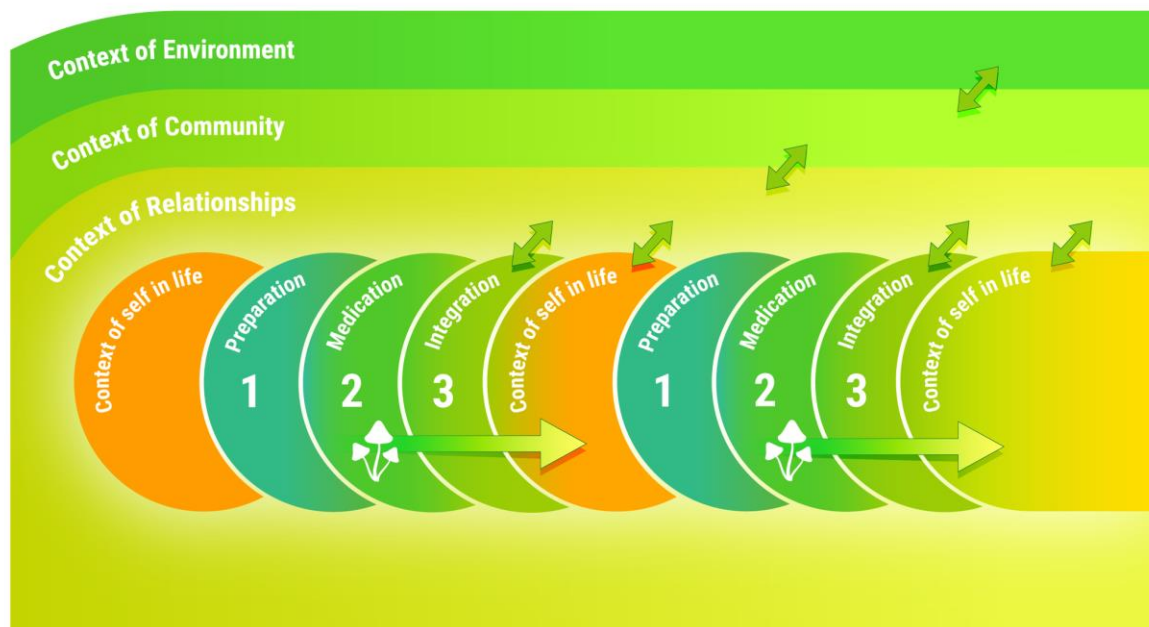 Context of Environment
Context of Community
Context of Relationships
Context of self in life
Preparation
1
Medication
2
Integration
3
Context of self in life
Preparation
1
Medication
2
Integration
3
Context of self in life